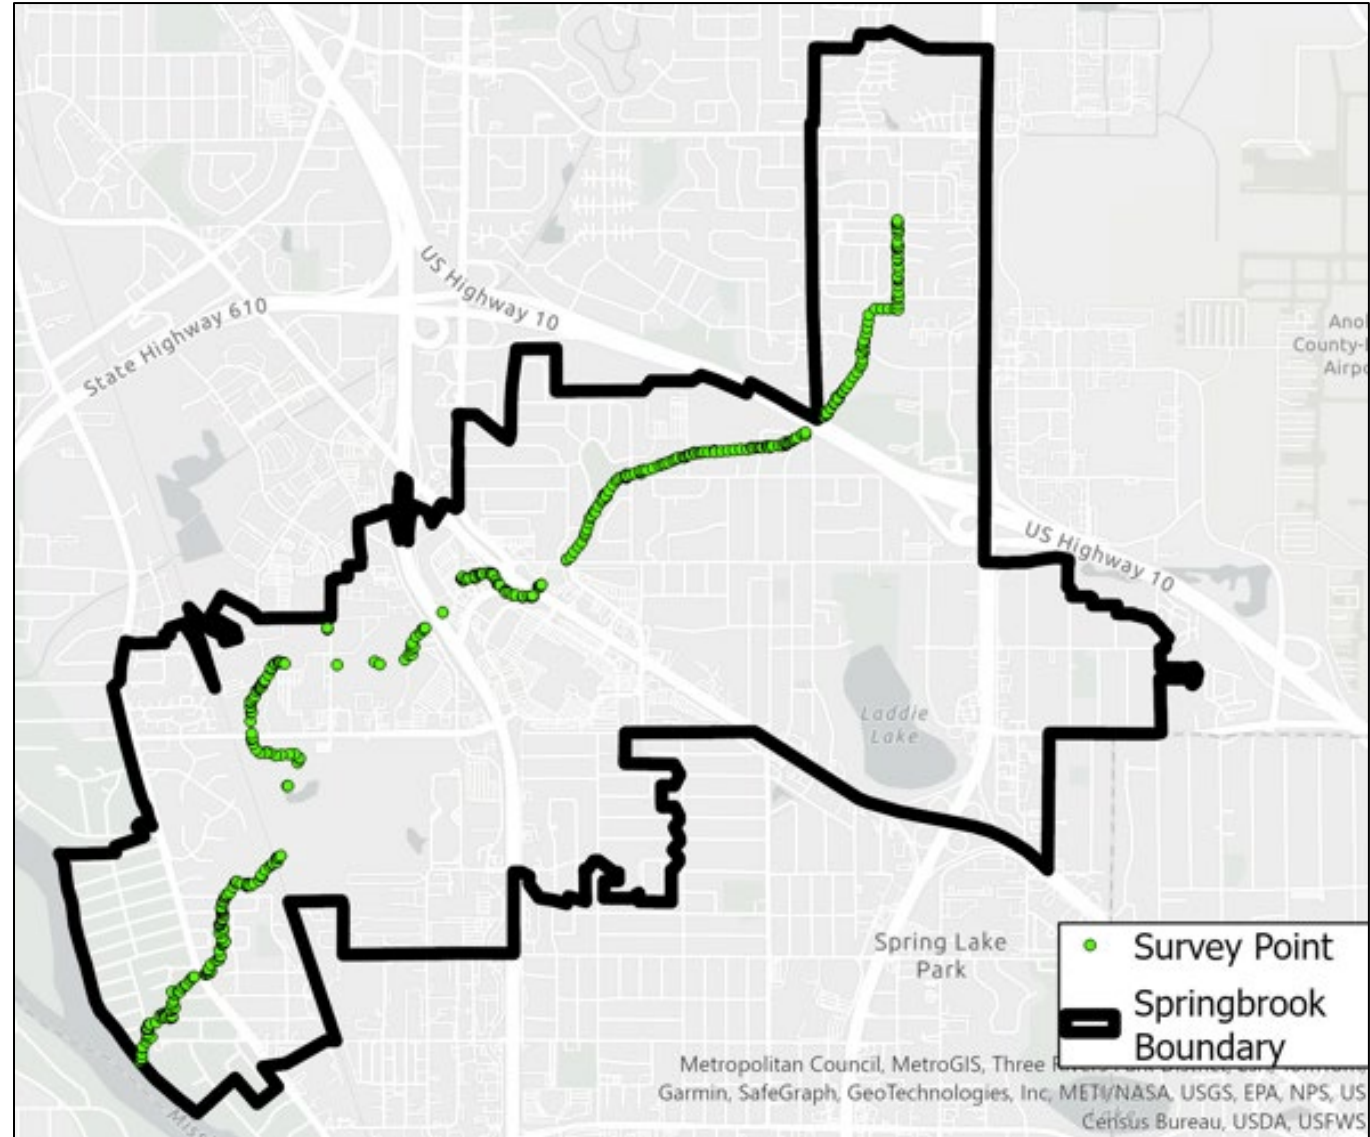 US Highway 10
State Highway 610
Ano
County-
Airp
US Highway 10
Laddie
Lake
Spring Lake
Park
Survey Point
Springbrook
Boundary
Metropolitan Council, MetroGIS, Three
Garmin, SafeGraph, GeoTechnologies, Inc, METI/NASA, USGS, EPA, NPS, US
Census Bureau, USDA, USFWS
Miss